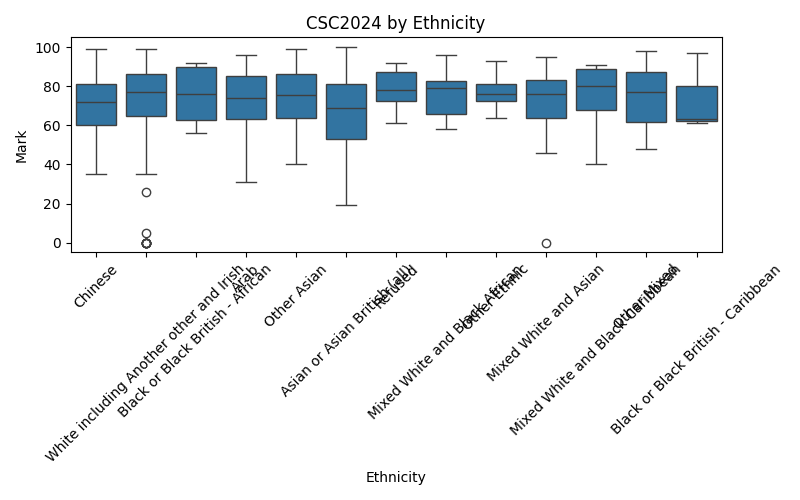 CSC2024 by Ethnicity
Mark
100
80
60
40
20
0
Chinese
White including Another other and Irish
Black or Black British - African
Arab
Other Asian
Asian or Asian British (all)
Refused
Mixed White and Black African
Other Ethnic
Mixed White and Asian
Mixed White and Black Caribbean
Other Mixed
Black or Black British - Caribbean
Ethnicity